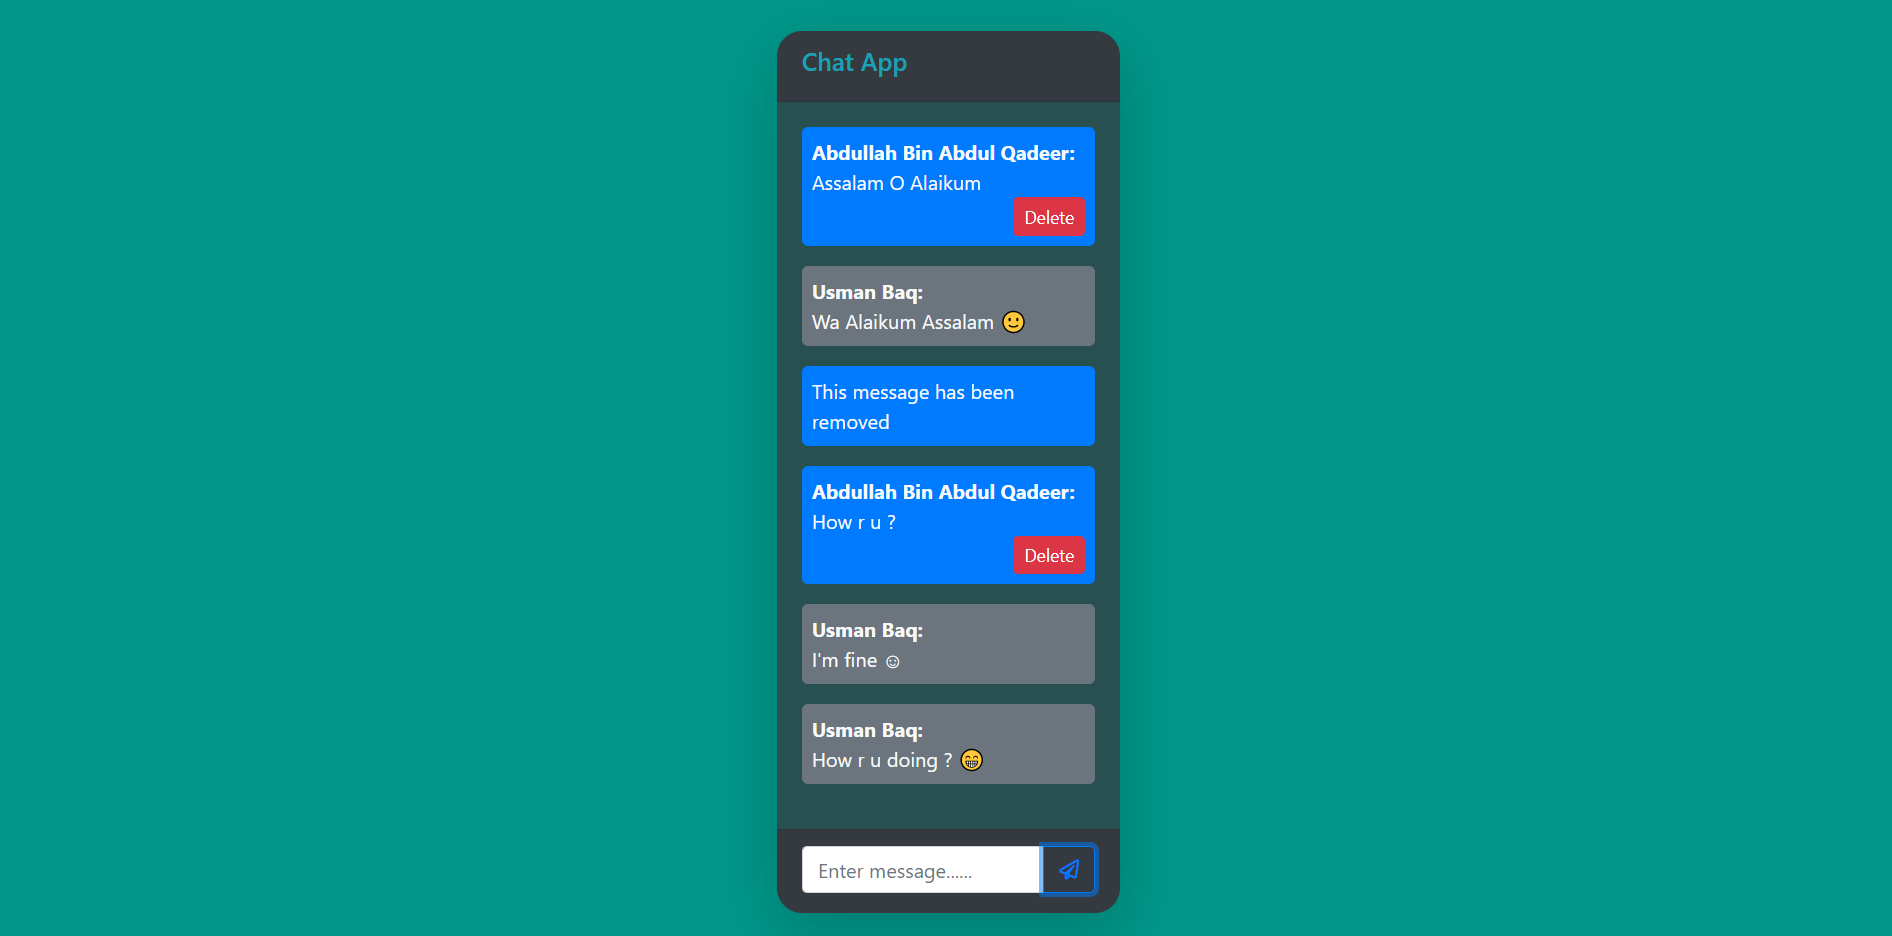 Chat App
Abdullah Bin Abdul Qadeer:
Assalam O Alaikum
Delete
Usman Baq:
Wa Alaikum Assalam 🙂
This message has been
removed
Abdullah Bin Abdul Qadeer:
How r u ?
Delete
Usman Baq:
I'm fine ☺
Usman Baq:
How r u doing ? 😁
Enter message......